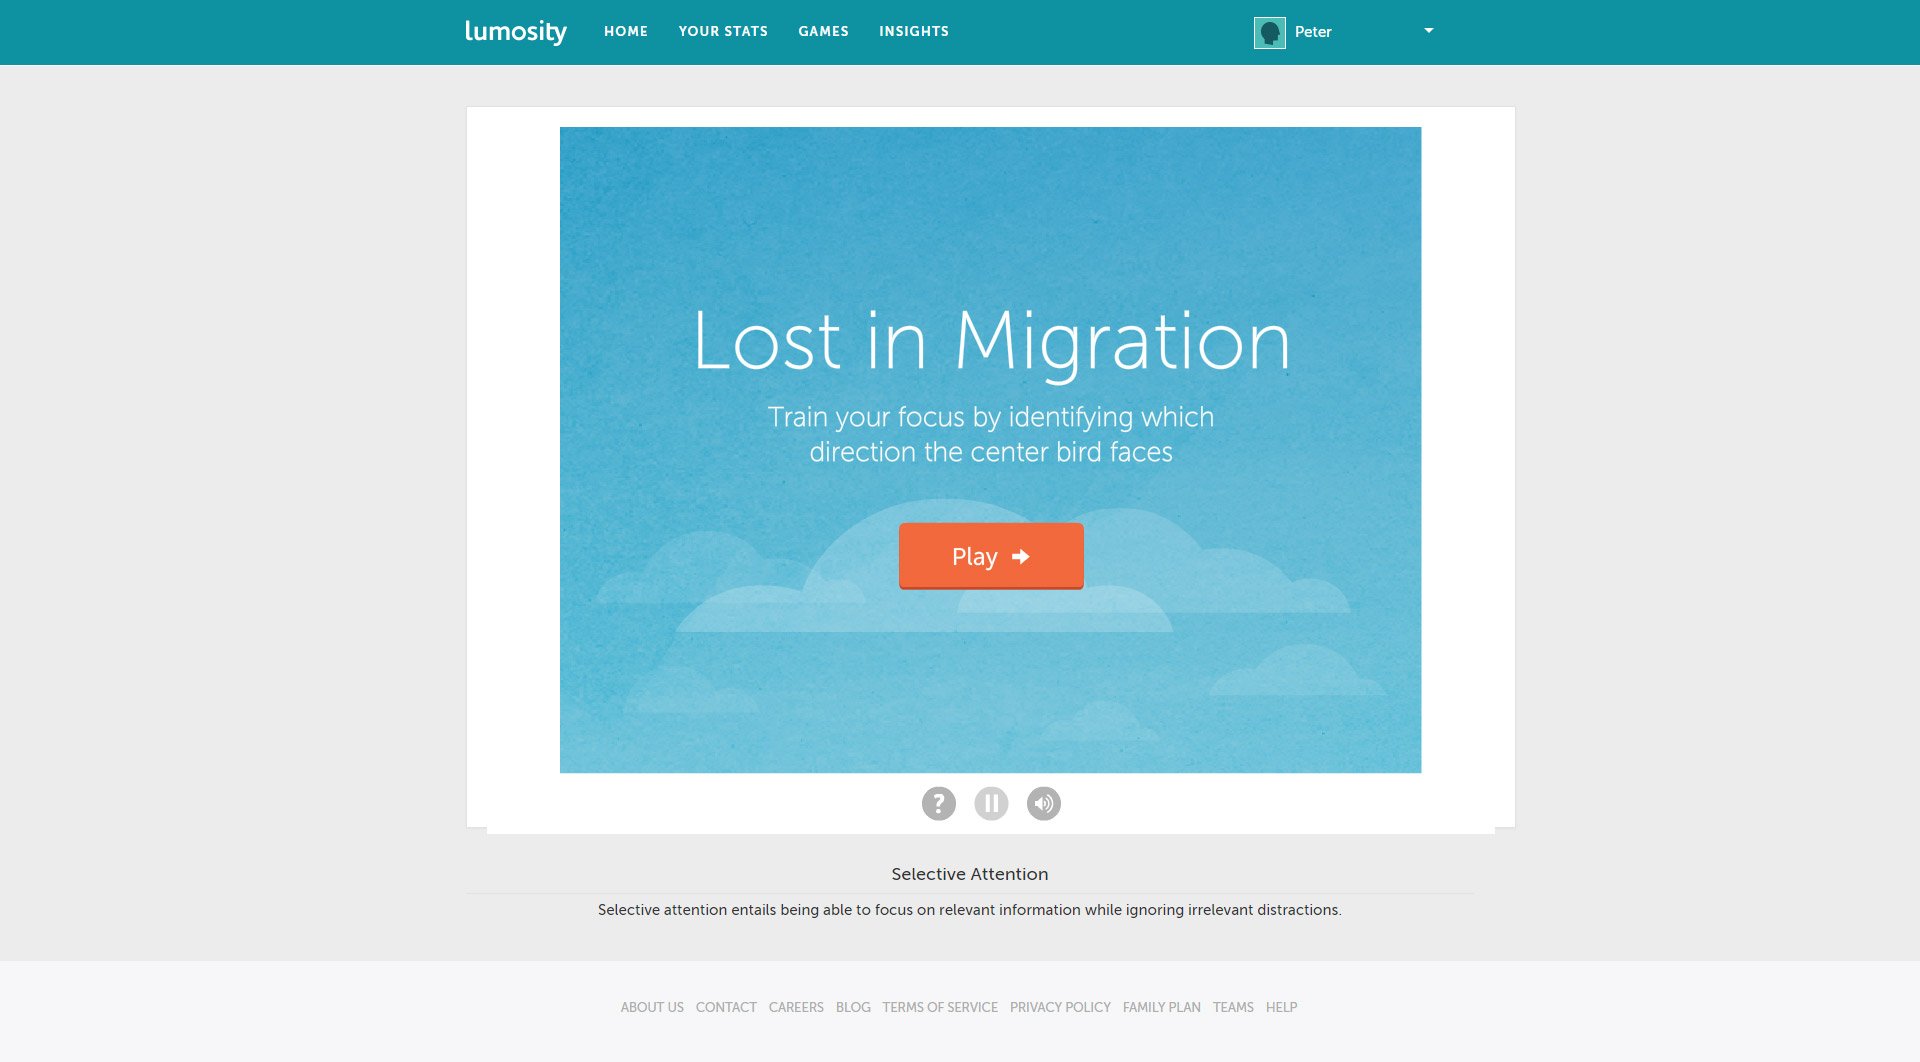 lumosity HOME YOUR STATS GAMES INSIGHTS Peter
Lost in Migration
Train your focus by identifying which
direction the center bird faces
Play
?
Selective Attention
Selective attention entails being able to focus on relevant information while ignoring irrelevant distractions.
ABOUT US CONTACT CAREERS BLOG TERMS OF SERVICE PRIVACY POLICY FAMILY PLAN TEAMS HELP